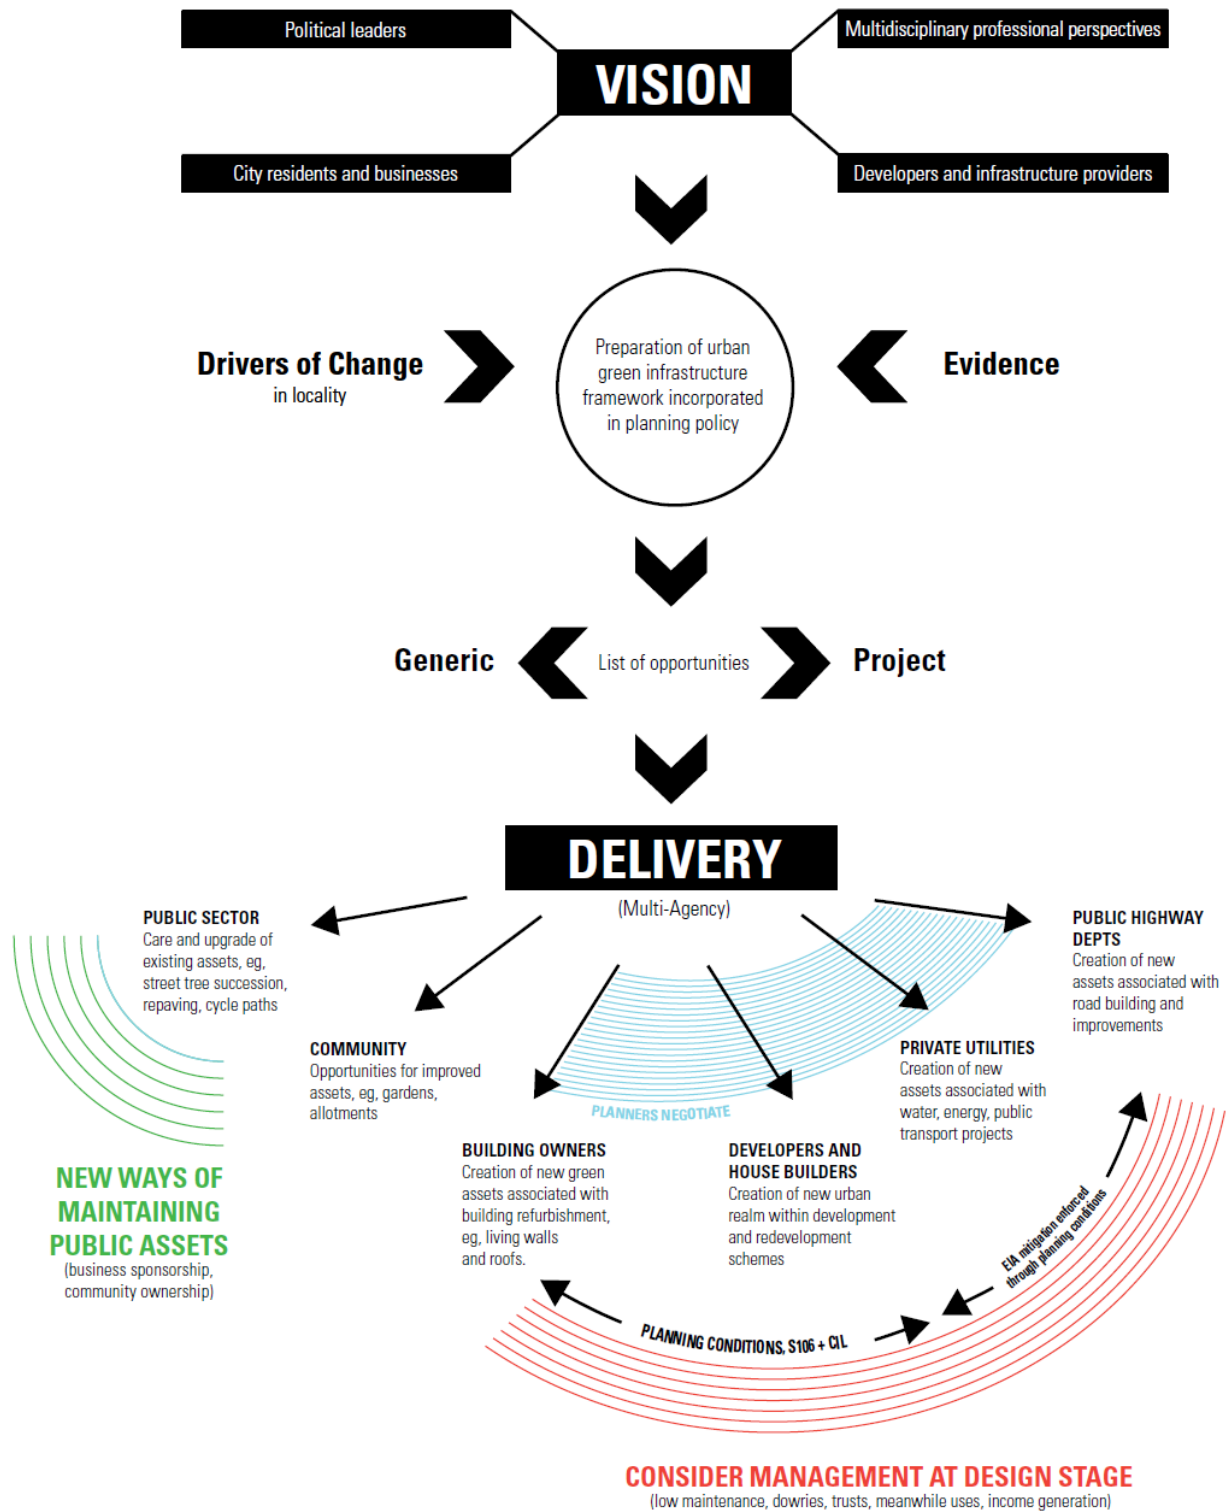 Political leaders
Multidisciplinary professional perspectives
VISION
City residents and businesses
Developers and infrastructure providers
Drivers of Change
in locality
Preparation of urban
green infrastructure
framework incorporated
in planning policy
Evidence
Generic
List of opportunities
Project
DELIVERY
(Multi-Agency)
PUBLIC SECTOR
Care and upgrade of
existing assets, eg,
street tree succession,
repaving, cycle paths
COMMUNITY
Opportunities for improved
assets, eg, gardens,
allotments
PLANNERS NEGOTIATE
BUILDING OWNERS
Creation of new green
assets associated with
building refurbishment,
eg, living walls
and roofs.
DEVELOPERS AND
HOUSE BUILDERS
Creation of new urban
realm within development
and redevelopment
schemes
PRIVATE UTILITIES
Creation of new
assets associated with
water, energy, public
transport projects
PUBLIC HIGHWAY
DEPTS
Creation of new
assets associated with
road building and
improvements
NEW WAYS OF
MAINTAINING
PUBLIC ASSETS
(business sponsorship,
community ownership)
PLANNING CONDITIONS, S106 + CIL
EIA mitigation enforced
through planning conditions
CONSIDER MANAGEMENT AT DESIGN STAGE
(low maintenance, dowries, trusts, meanwhile uses, income generation)